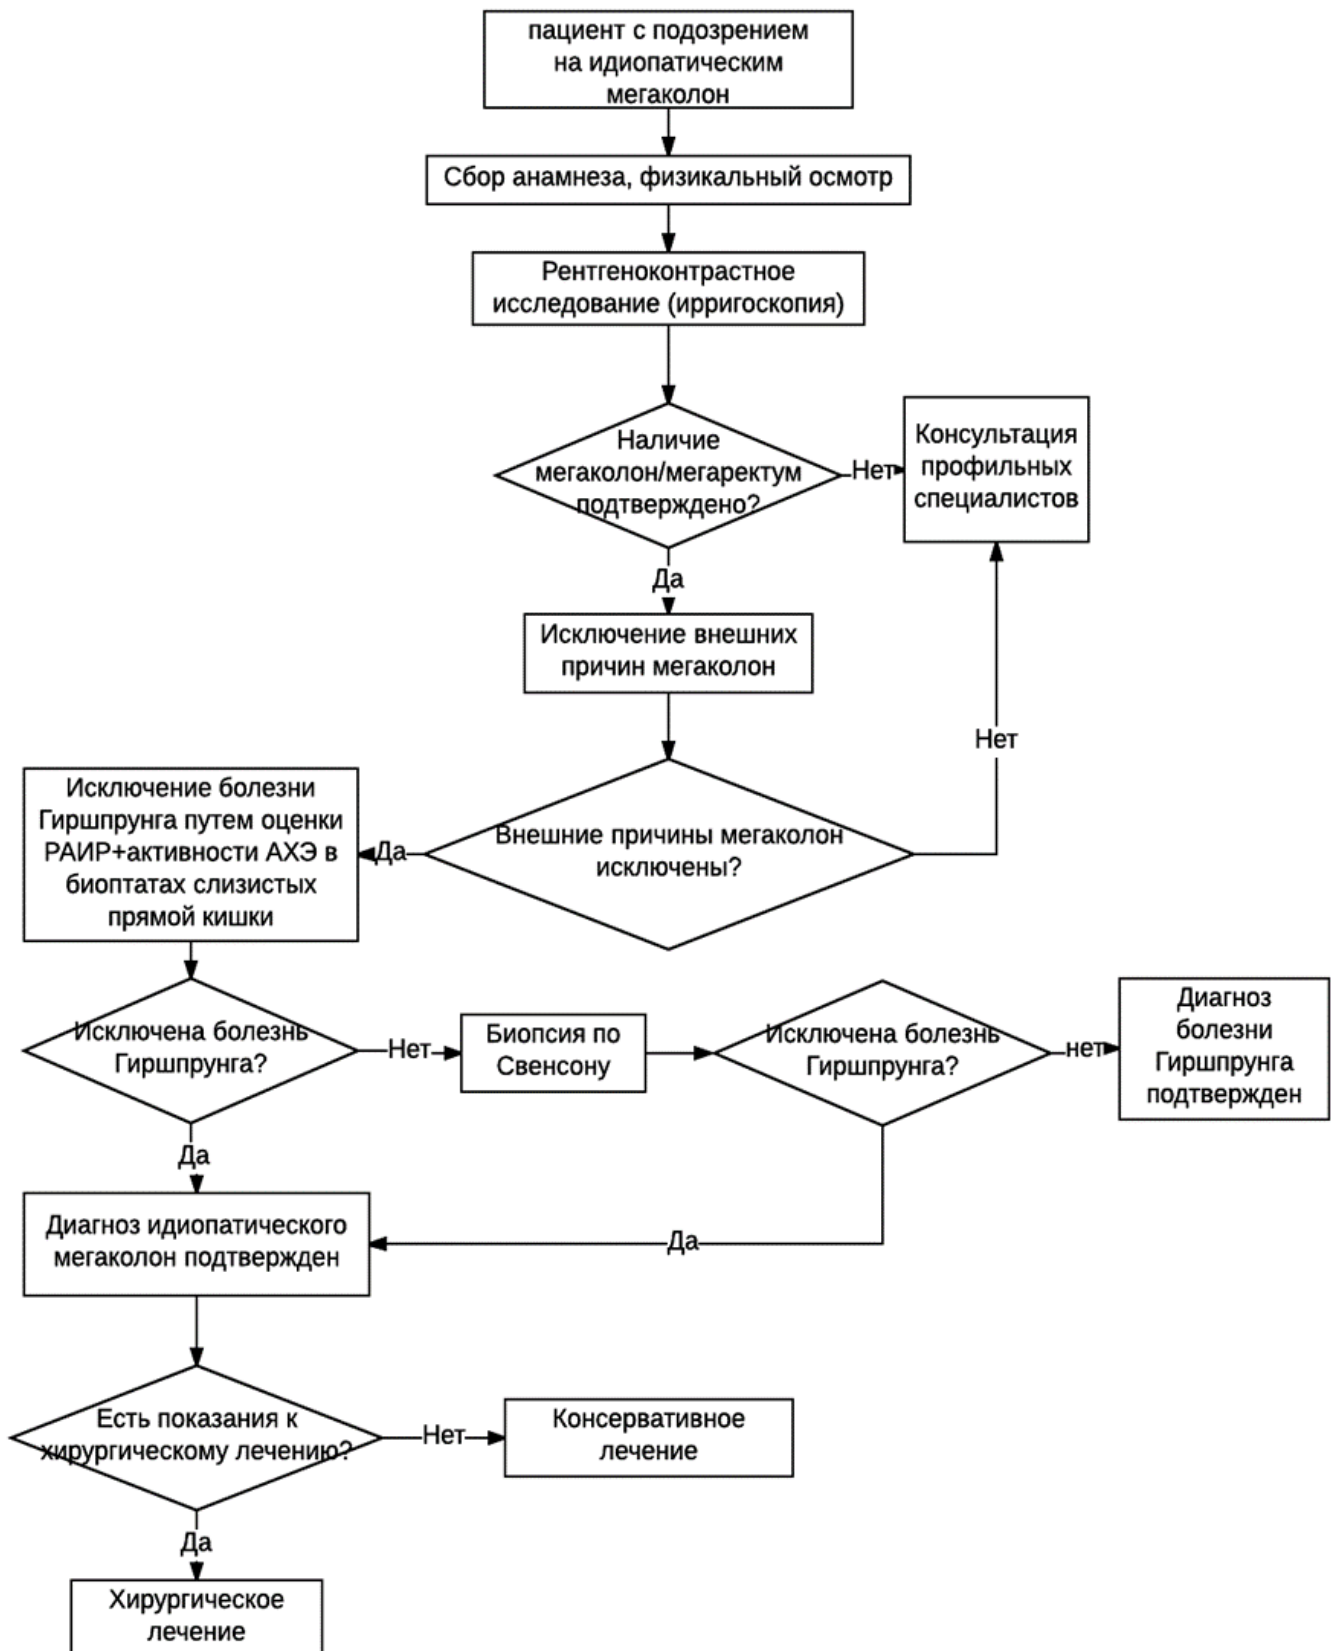 пациент с подозрением
на идиопатическим
мегаколон
Сбор анамнеза, физикальный осмотр
Рентгеноконтрастное
исследование (ирригоскопия)
Наличие
мегаколон/мегаректум
подтверждено?
Нет
Консультация
профильных
специалистов
Да
Исключение внешних
причин мегаколон
Нет
Внешние причины мегаколон
исключены?
Да
Исключение болезни
Гиршпрунга путем оценки
РАИР+активности АХЭ в
биоптатах слизистых
прямой кишки
Исключена болезнь
Гиршпрунга?
Нет
Биопсия по
Свенсону
Исключена болезнь
Гиршпрунга?
нет
Диагноз
болезни
Гиршпрунга
подтвержден
Да
Диагноз идиопатического
мегаколон подтвержден
Да
Есть показания к
хирургическому лечению?
Нет
Консервативное
лечение
Да
Хирургическое
лечение